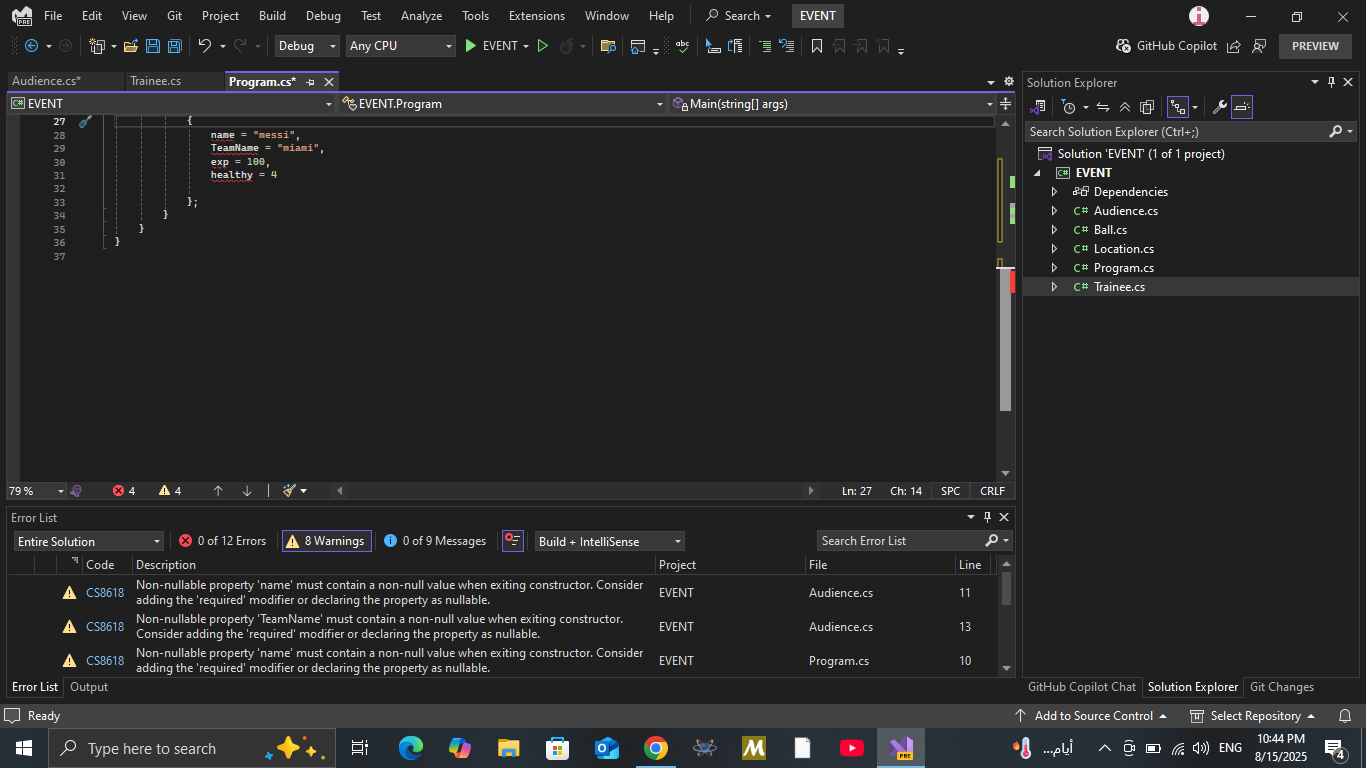 File Edit View Git Project Build Debug Test Analyze Tools Extensions Window Help Search EVENT
PRE
Debug Any CPU EVENT abc GitHub Copilot PREVIEW
Audience.cs* Trainee.cs Program.cs*
C# EVENT EVENT.Program Main(string[] args)
27 {
28 name = "messi",
29 TeamName = "miami",
30 exp = 100,
31 healthy = 4
32
33 };
34 }
35 }
36 }
37
79 % 4 4 Ln: 27 Ch: 14 SPC CRLF
Error List
Entire Solution 0 of 12 Errors 8 Warnings 0 of 9 Messages Build + IntelliSense Search Error List
Code Description Project File Line
CS8618 Non-nullable property 'name' must contain a non-null value when exiting constructor. Consider EVENT Audience.cs 11
adding the 'required' modifier or declaring the property as nullable.
CS8618 Non-nullable property 'TeamName' must contain a non-null value when exiting constructor. EVENT Audience.cs 13
Consider adding the 'required' modifier or declaring the property as nullable.
CS8618 Non-nullable property 'name' must contain a non-null value when exiting constructor. Consider EVENT Program.cs 10
adding the 'required' modifier or declaring the property as nullable.
Error List Output
Solution Explorer
Search Solution Explorer (Ctrl+;)
Solution 'EVENT' (1 of 1 project)
C# EVENT
Dependencies
C# Audience.cs
C# Ball.cs
C# Location.cs
C# Program.cs
C# Trainee.cs
GitHub Copilot Chat Solution Explorer Git Changes
Ready Add to Source Control Select Repository
Type here to search M PRE أيام... ENG 10:44 PM
8/15/2025 4